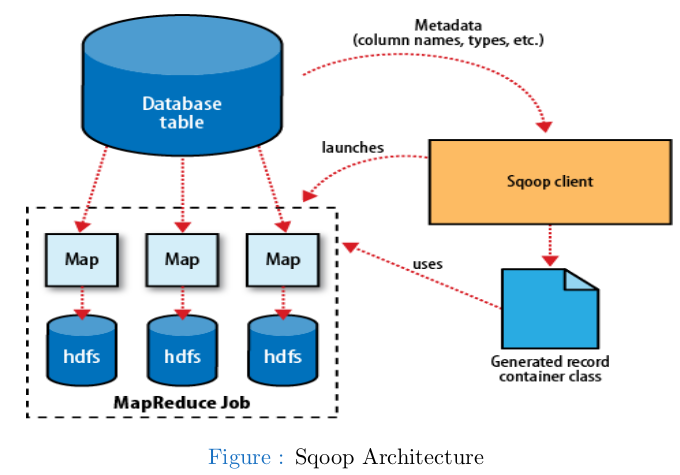 Metadata
(column names, types, etc.)
Database
table
launches
Sqoop client
Map
Map
Map
uses
hdfs
hdfs
hdfs
Generated record
container class
MapReduce Job
Figure : Sqoop Architecture